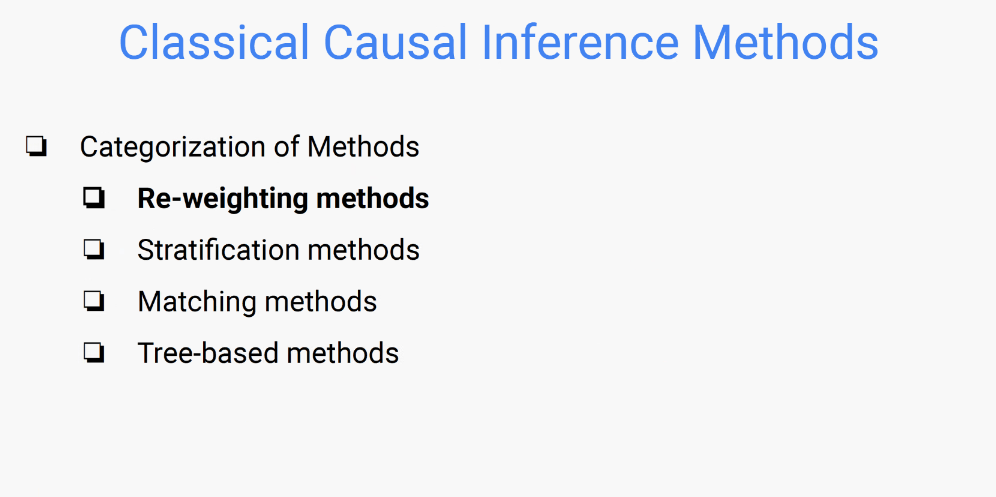 Classical Causal Inference Methods
Categorization of Methods
Re-weighting methods
Stratification methods
Matching methods
Tree-based methods